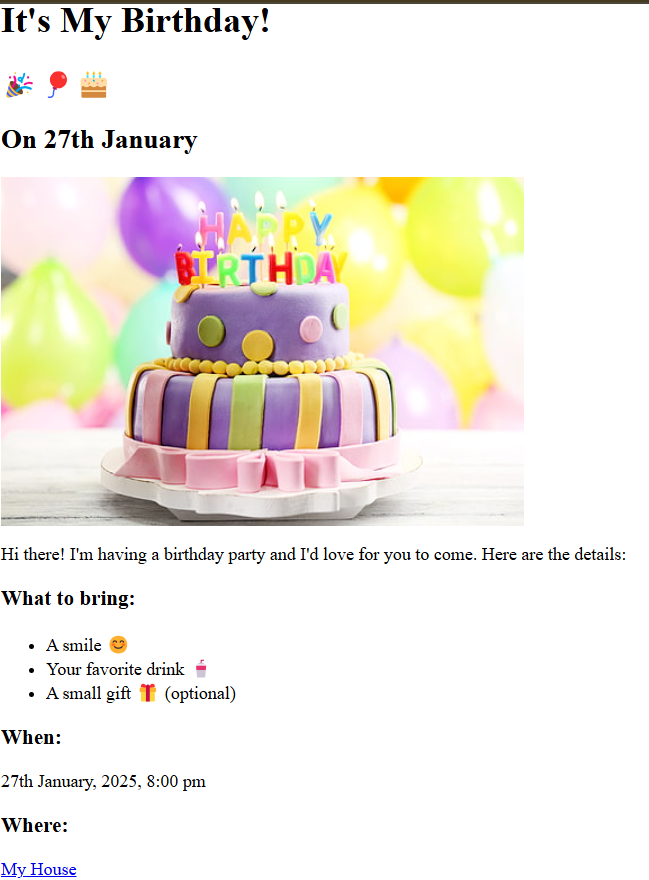 It's My Birthday!
🎉 🎈 🎂
On 27th January
HAPPY
BIRTHDAY
Hi there! I'm having a birthday party and I'd love for you to come. Here are the details:
What to bring:
• A smile 😊
• Your favorite drink 🥤
• A small gift 🎁 (optional)
When:
27th January, 2025, 8:00 pm
Where:
My House